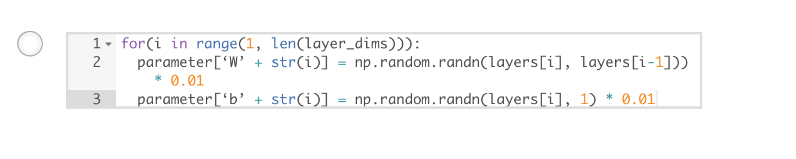 1 for(i in range(1, len(layer_dims))):
2 parameter[‘W’ + str(i)] = np.random.randn(layers[i], layers[i-1]))
* 0.01
3 parameter[‘b’ + str(i)] = np.random.randn(layers[i], 1) * 0.01